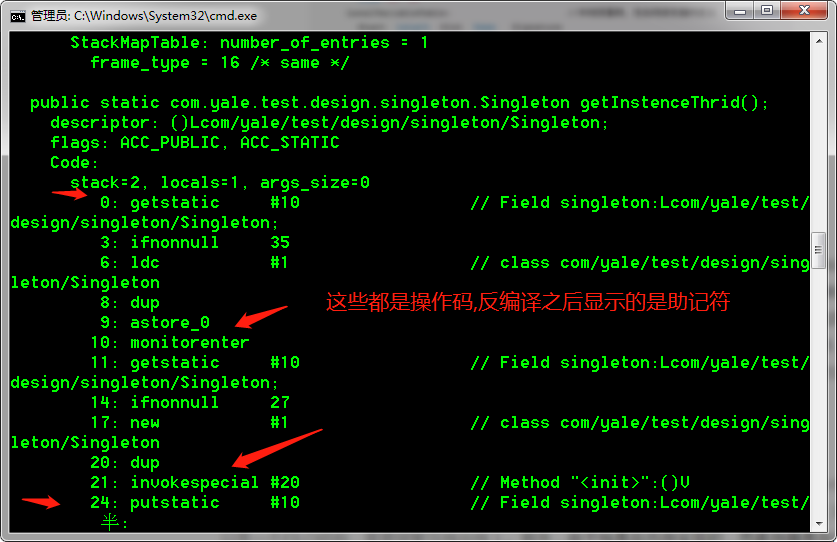 管理员: C:\Windows\System32\cmd.exe
StackMapTable: number_of_entries = 1
frame_type = 16 /* same */
public static com.yale.test.design.singleton.Singleton getInstenceThrid();
descriptor: ()Lcom/yale/test/design/singleton/Singleton;
flags: ACC_PUBLIC, ACC_STATIC
Code:
stack=2, locals=1, args_size=0
0: getstatic #10 // Field singleton:Lcom/yale/test/
design/singleton/Singleton;
3: ifnonnull 35
6: ldc #1 // class com/yale/test/design/sing
leton/Singleton
8: dup
9: astore_0
这些都是操作码,反编译之后显示的是助记符
10: monitorenter
11: getstatic #10 // Field singleton:Lcom/yale/test/
design/singleton/Singleton;
14: ifnonnull 27
17: new #1 // class com/yale/test/design/sing
leton/Singleton
20: dup
21: invokespecial #20 // Method "<init>":()V
24: putstatic #10 // Field singleton:Lcom/yale/test/
半: